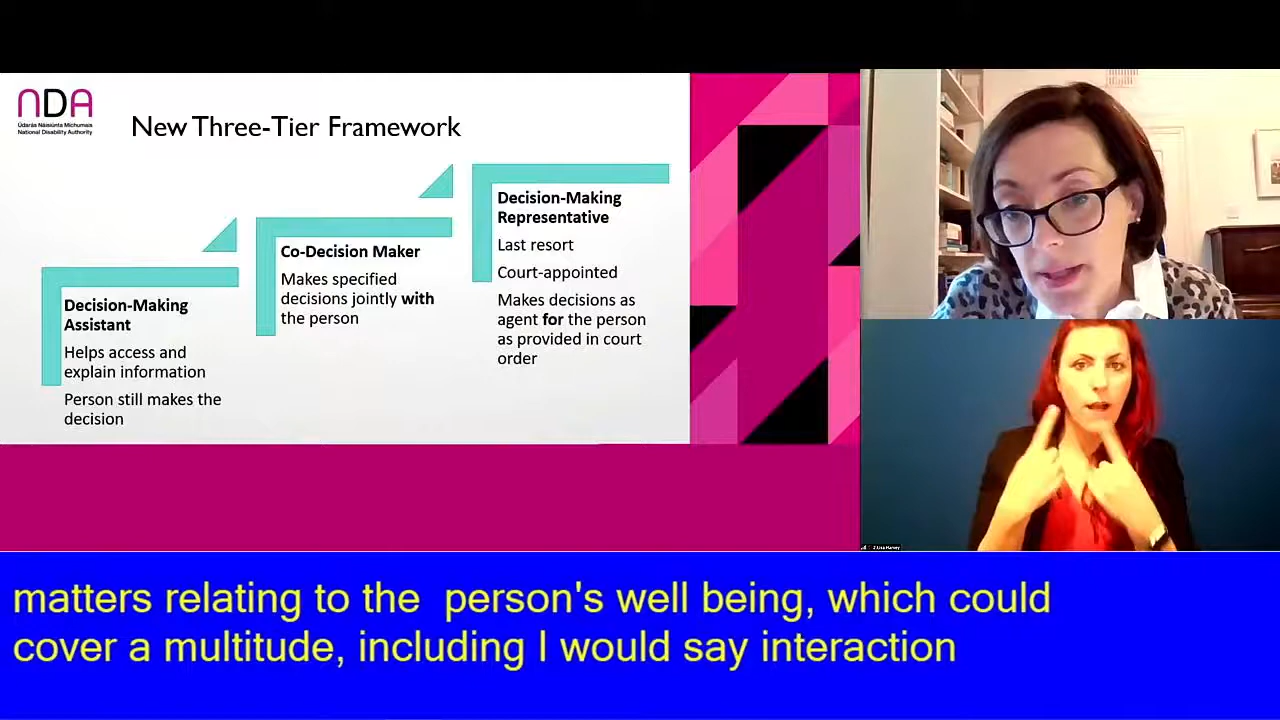 NDA
Údarás Náisiúnta Míchumais
National Disability Authority
New Three-Tier Framework
Decision-Making
Assistant
Helps access and
explain information
Person still makes the
decision
Co-Decision Maker
Makes specified
decisions jointly with
the person
Decision-Making
Representative
Last resort
Court-appointed
Makes decisions as
agent for the person
as provided in court
order
matters relating to the  person's well being, which could
cover a multitude, including I would say interaction